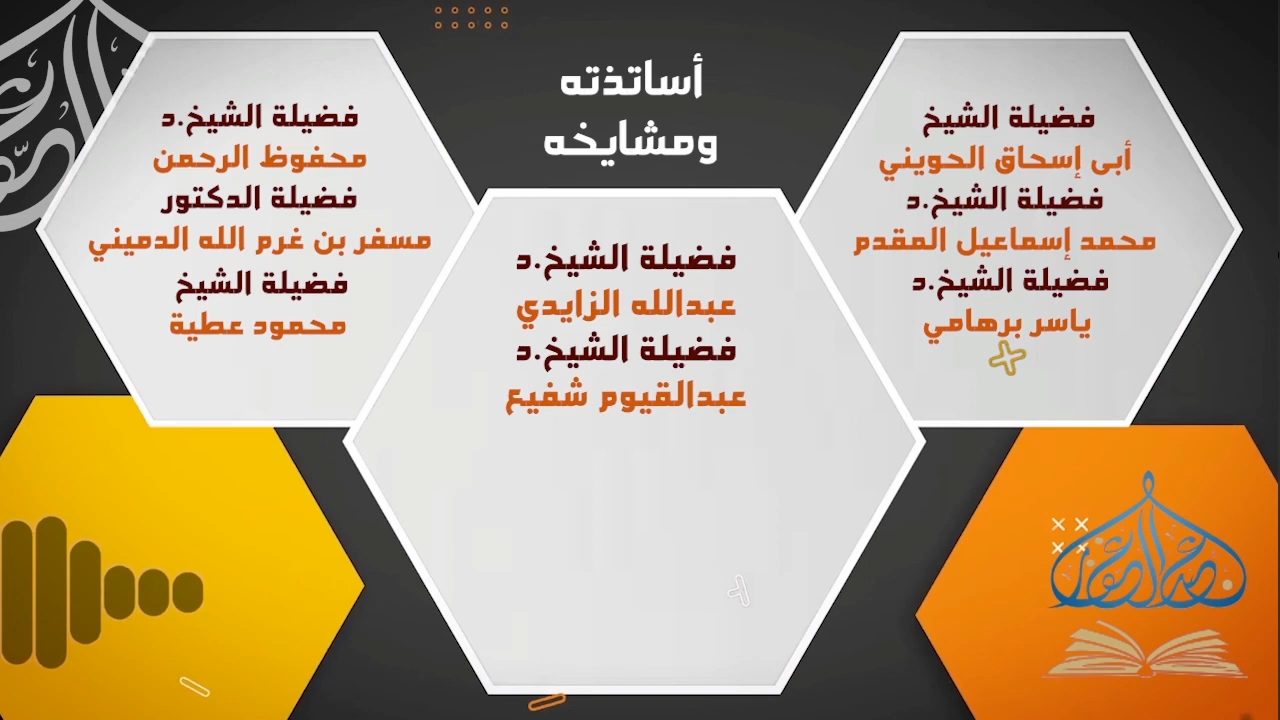 أساتذته
ومشايخه
فضيلة الشيخ
أبى إسحاق الحويني
فضيلة الشيخ.د
محمد إسماعيل المقدم
فضيلة الشيخ.د
ياسر برهامي
فضيلة الشيخ.د
عبدالله الزايدي
فضيلة الشيخ.د
عبدالقيوم شفيع
فضيلة الشيخ.د
محفوظ الرحمن
فضيلة الدكتور
مسفر بن غرم الله الدميني
فضيلة الشيخ
محمود عطية